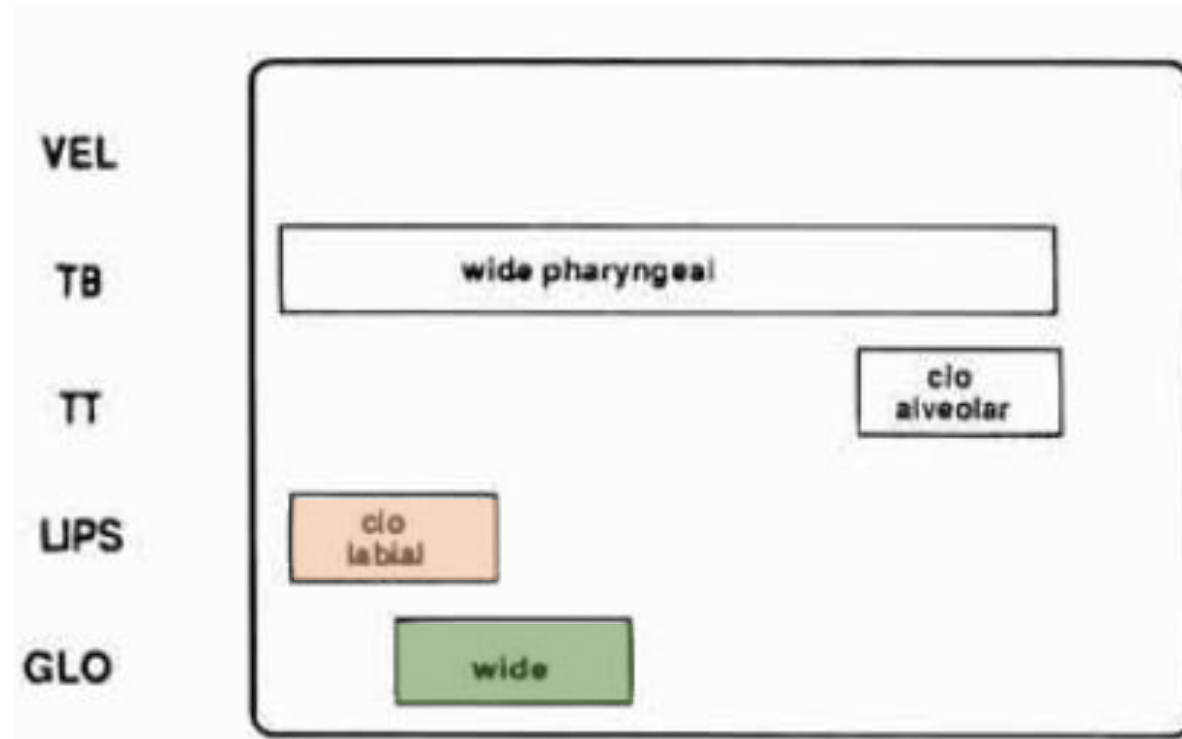 VEL
TB
wide pharyngeal
TT
clo
alveolar
LIPS
clo
labial
GLO
wide